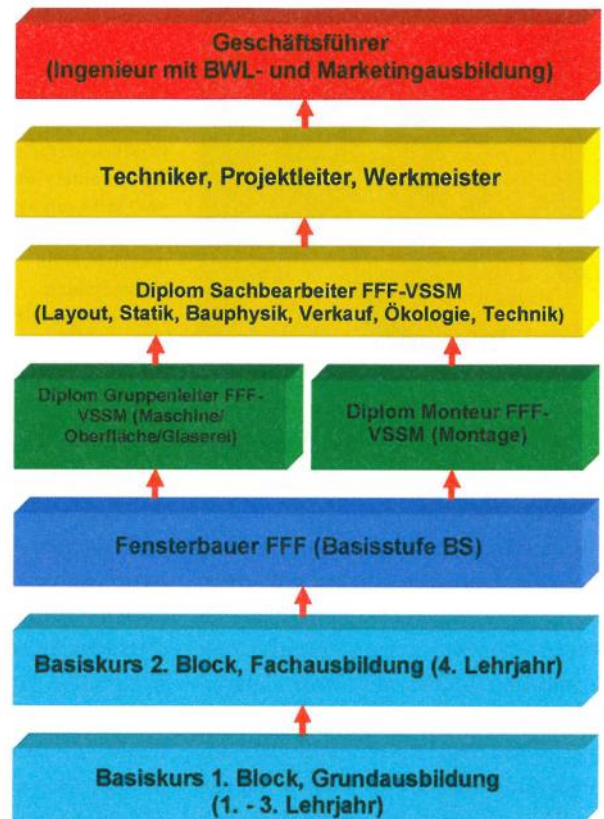 Geschäftsführer
(Ingenieur mit BWL- und Marketingausbildung)
Techniker, Projektleiter, Werkmeister
Diplom Sachbearbeiter FFF-VSSM
(Layout, Statik, Bauphysik, Verkauf, Ökologie, Technik)
Diplom Gruppenleiter FFF-
VSSM (Maschine/
Oberfläche/Glaserei)
Diplom Monteur FFF-
VSSM (Montage)
Fensterbauer FFF (Basisstufe BS)
Basiskurs 2. Block, Fachausbildung (4. Lehrjahr)
Basiskurs 1. Block, Grundausbildung
(1. - 3. Lehrjahr)